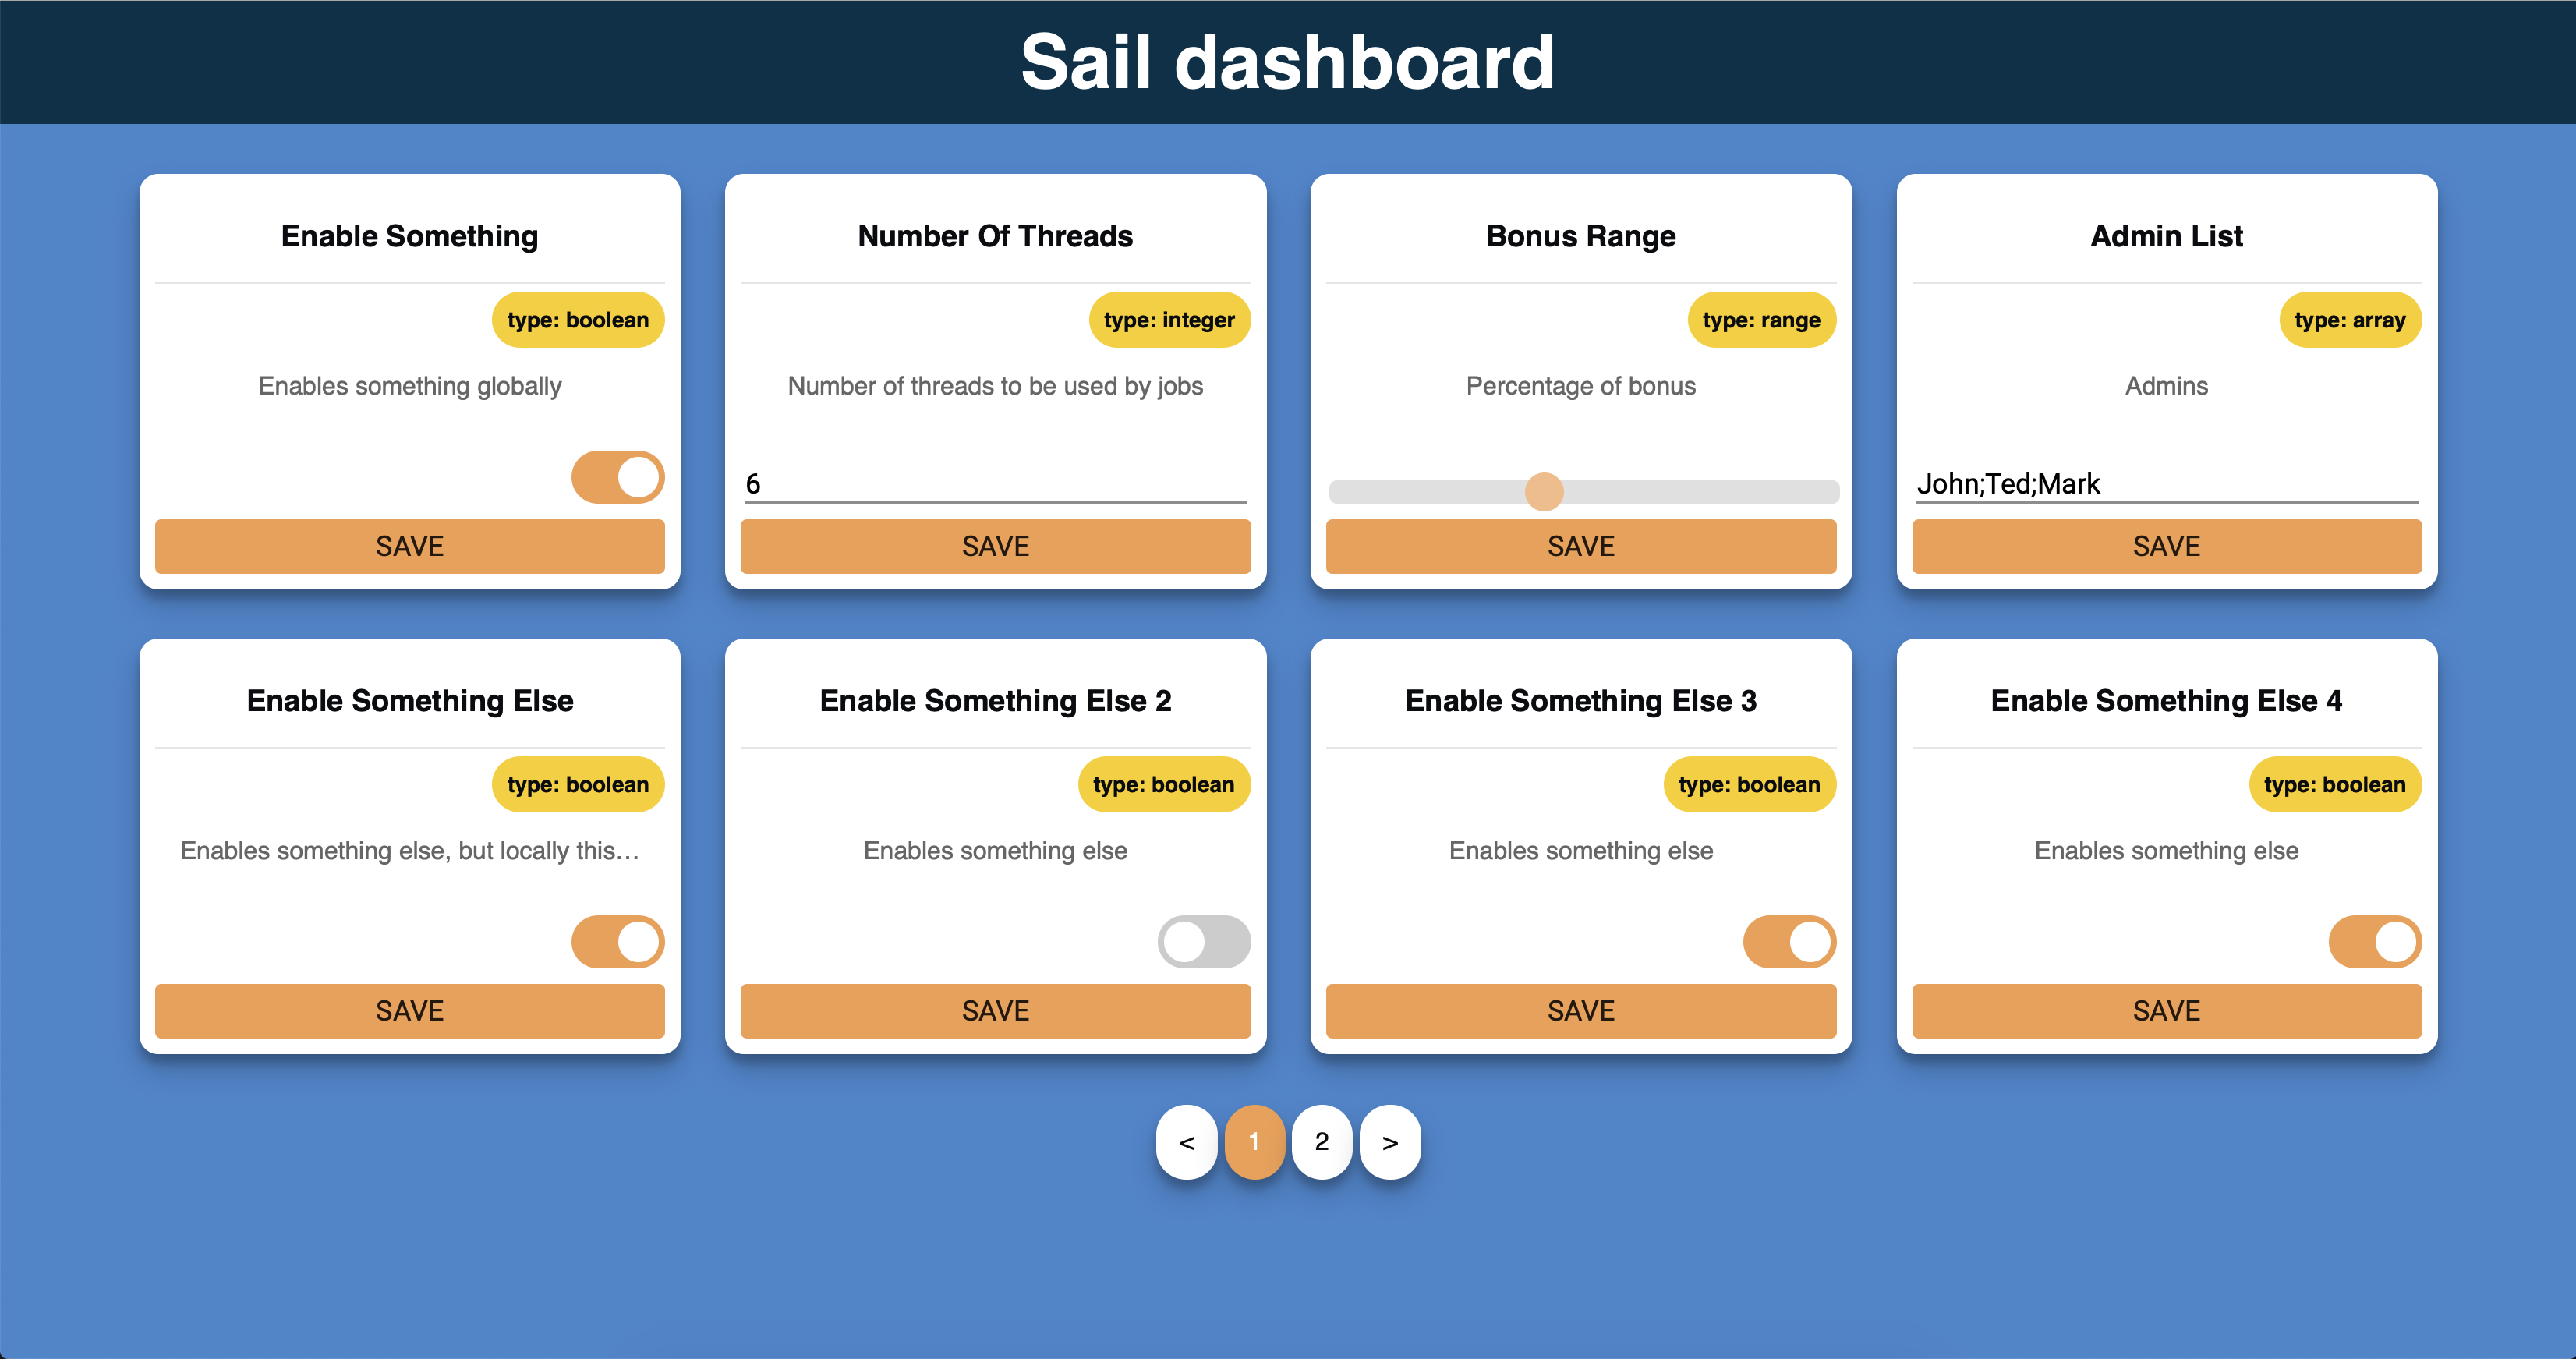 Sail dashboard
Enable Something
type: boolean
Enables something globally
SAVE
Number Of Threads
type: integer
Number of threads to be used by jobs
6
SAVE
Bonus Range
type: range
Percentage of bonus
SAVE
Admin List
type: array
Admins
John;Ted;Mark
SAVE
Enable Something Else
type: boolean
Enables something else, but locally this...
SAVE
Enable Something Else 2
type: boolean
Enables something else
SAVE
Enable Something Else 3
type: boolean
Enables something else
SAVE
Enable Something Else 4
type: boolean
Enables something else
SAVE
< 1 2 >